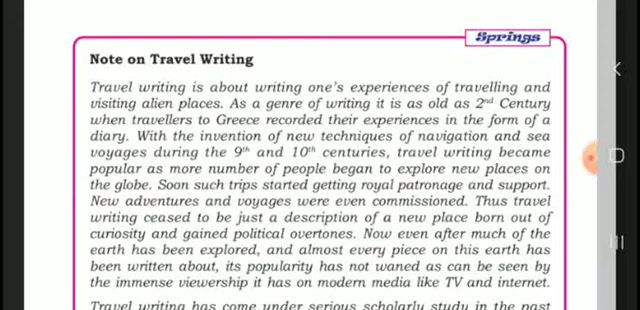 Springs
Note on Travel Writing
Travel writing is about writing one's experiences of travelling and
visiting alien places. As a genre of writing it is as old as 2nd Century
when travellers to Greece recorded their experiences in the form of a
diary. With the invention of new techniques of navigation and sea
voyages during the 9th and 10th centuries, travel writing became
popular as more number of people began to explore new places on
the globe. Soon such trips started getting royal patronage and support.
New adventures and voyages were even commissioned. Thus travel
writing ceased to be just a description of a new place born out of
curiosity and gained political overtones. Now even after much of the
earth has been explored, and almost every piece on this earth has
been written about, its popularity has not waned as can be seen by
the immense viewership it has on modern media like TV and internet.
Travel writing has come under serious scholarly study in the past